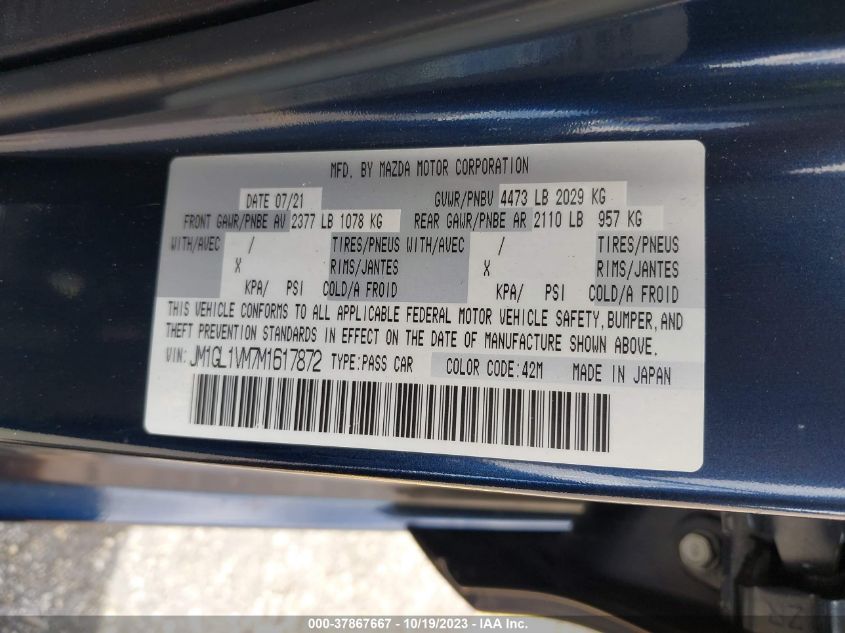 MFD. BY MAZDA MOTOR CORPORATION
DATE 07/21 GVWR/PNBV 4473 LB 2029 KG
FRONT GAWR/PNBE AV 2377 LB 1078 KG REAR GAWR/PNBE AR 2110 LB 957 KG
WITH/AVEC / TIRES/PNEUS WITH/AVEC / TIRES/PNEUS
X RIMS/JANTES X RIMS/JANTES
KPA/ PSI COLD/A FROID KPA/ PSI COLD/A FROID
THIS VEHICLE CONFORMS TO ALL APPLICABLE FEDERAL MOTOR VEHICLE SAFETY, BUMPER, AND
THEFT PREVENTION STANDARDS IN EFFECT ON THE DATE OF MANUFACTURE SHOWN ABOVE.
VIN: JM1GL1VM7M1617872 TYPE:PASS CAR COLOR CODE:42M MADE IN JAPAN
000-37867667 - 10/19/2023 - IAAI.COM